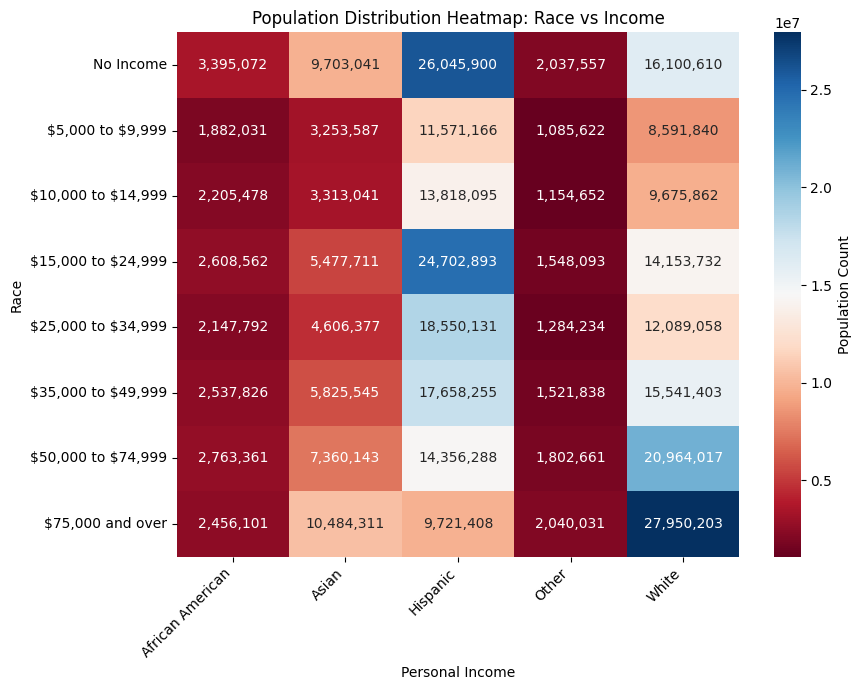 Population Distribution Heatmap: Race vs Income
1e7
No Income 3,395,072 9,703,041 26,045,900 2,037,557 16,100,610
$5,000 to $9,999 1,882,031 3,253,587 11,571,166 1,085,622 8,591,840
$10,000 to $14,999 2,205,478 3,313,041 13,818,095 1,154,652 9,675,862
$15,000 to $24,999 2,608,562 5,477,711 24,702,893 1,548,093 14,153,732
$25,000 to $34,999 2,147,792 4,606,377 18,550,131 1,284,234 12,089,058
$35,000 to $49,999 2,537,826 5,825,545 17,658,255 1,521,838 15,541,403
$50,000 to $74,999 2,763,361 7,360,143 14,356,288 1,802,661 20,964,017
$75,000 and over 2,456,101 10,484,311 9,721,408 2,040,031 27,950,203
African American Asian Hispanic Other White
Personal Income
Race
2.5
2.0
1.5
1.0
0.5
Population Count